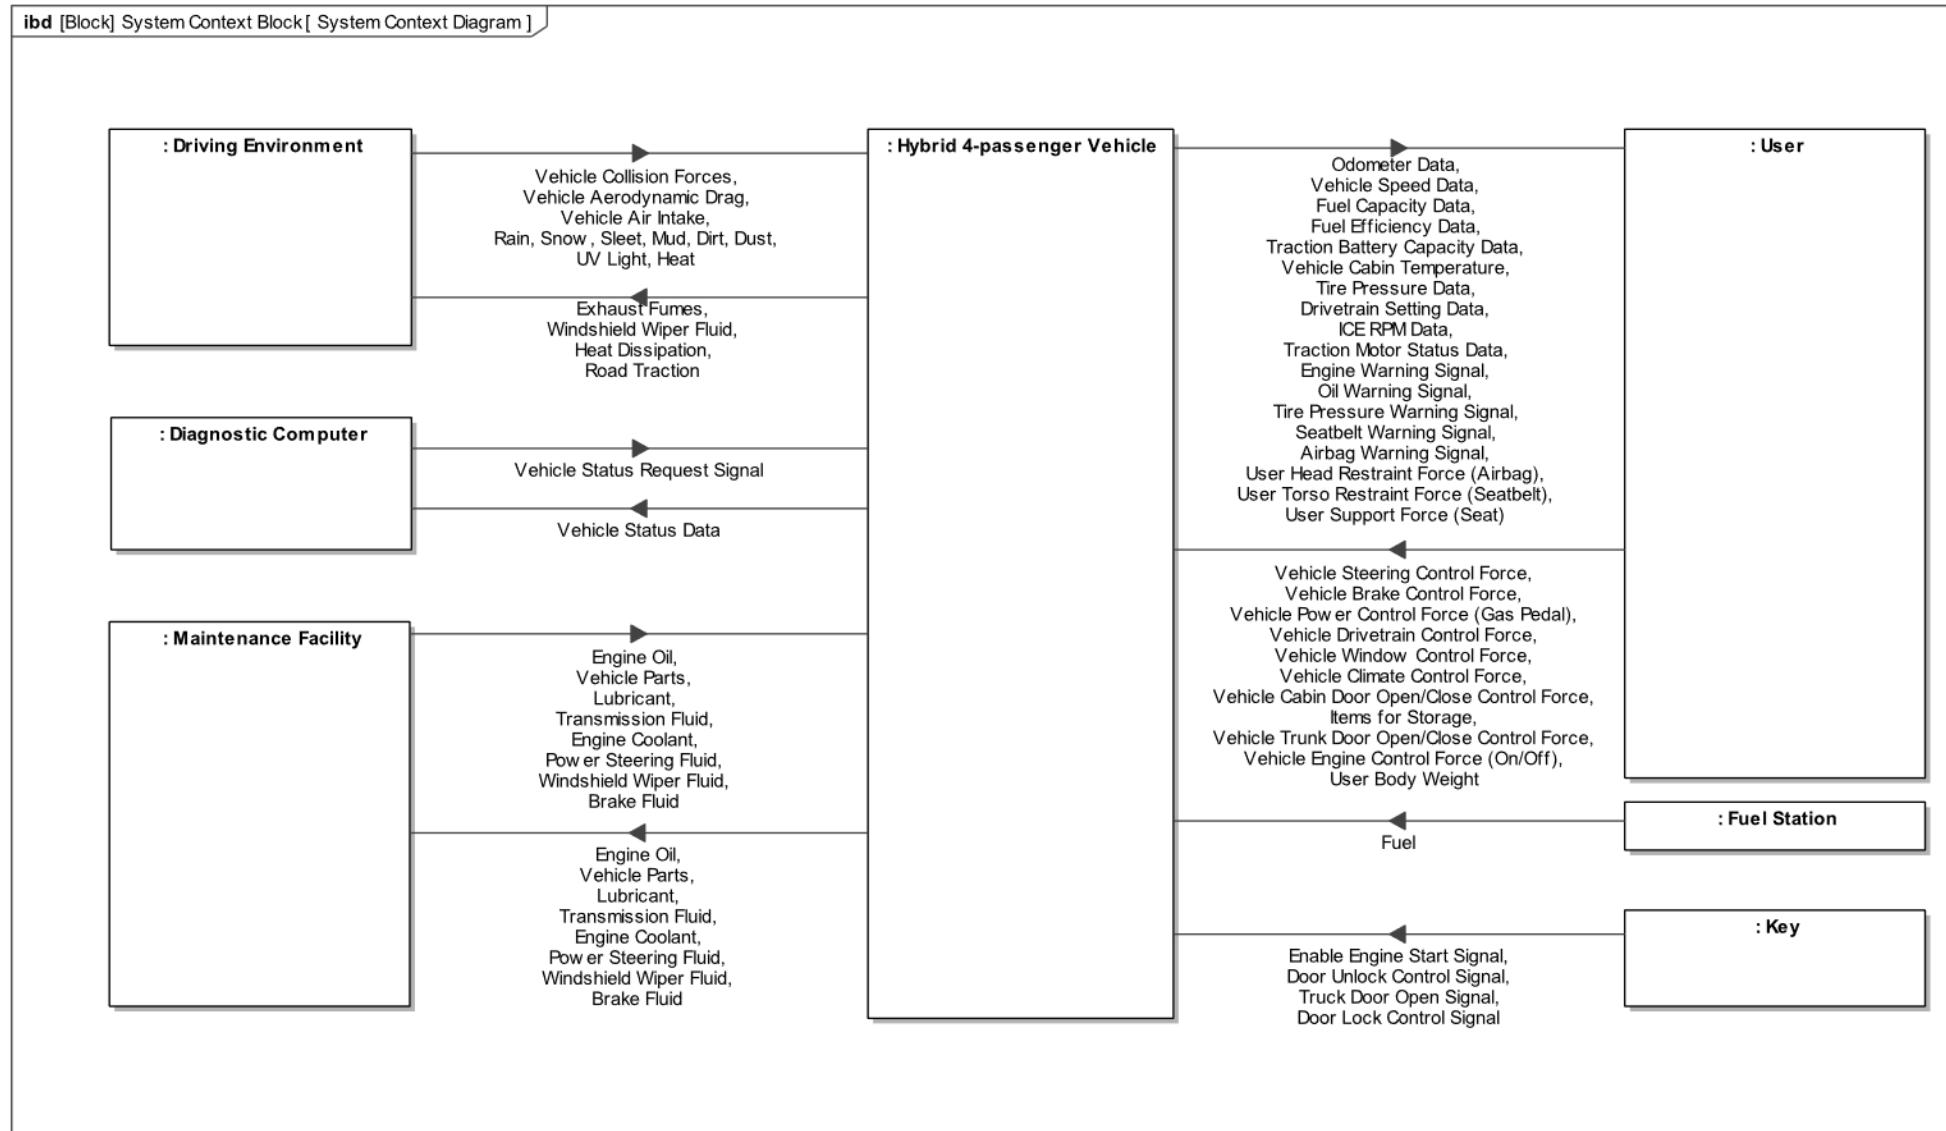 ibd [Block] System Context Block[ System Context Diagram ]
: Driving Environment
Vehicle Collision Forces,
Vehicle Aerodynamic Drag,
Vehicle Air Intake,
Rain, Snow, Sleet, Mud, Dirt, Dust,
UV Light, Heat
Exhaust Fumes,
Windshield Wiper Fluid,
Heat Dissipation,
Road Traction
: Diagnostic Computer
Vehicle Status Request Signal
Vehicle Status Data
: Maintenance Facility
Engine Oil,
Vehicle Parts,
Lubricant,
Transmission Fluid,
Engine Coolant,
Power Steering Fluid,
Windshield Wiper Fluid,
Brake Fluid
Engine Oil,
Vehicle Parts,
Lubricant,
Transmission Fluid,
Engine Coolant,
Power Steering Fluid,
Windshield Wiper Fluid,
Brake Fluid
: Hybrid 4-passenger Vehicle
Odometer Data,
Vehicle Speed Data,
Fuel Capacity Data,
Fuel Efficiency Data,
Traction Battery Capacity Data,
Vehicle Cabin Temperature,
Tire Pressure Data,
Drivetrain Setting Data,
ICE RPM Data,
Traction Motor Status Data,
Engine Warning Signal,
Oil Warning Signal,
Tire Pressure Warning Signal,
Seatbelt Warning Signal,
Airbag Warning Signal,
User Head Restraint Force (Airbag),
User Torso Restraint Force (Seatbelt),
User Support Force (Seat)
: User
Vehicle Steering Control Force,
Vehicle Brake Control Force,
Vehicle Power Control Force (Gas Pedal),
Vehicle Drivetrain Control Force,
Vehicle Window Control Force,
Vehicle Climate Control Force,
Vehicle Cabin Door Open/Close Control Force,
Items for Storage,
Vehicle Trunk Door Open/Close Control Force,
Vehicle Engine Control Force (On/Off),
User Body Weight
: Fuel Station
Fuel
: Key
Enable Engine Start Signal,
Door Unlock Control Signal,
Truck Door Open Signal,
Door Lock Control Signal